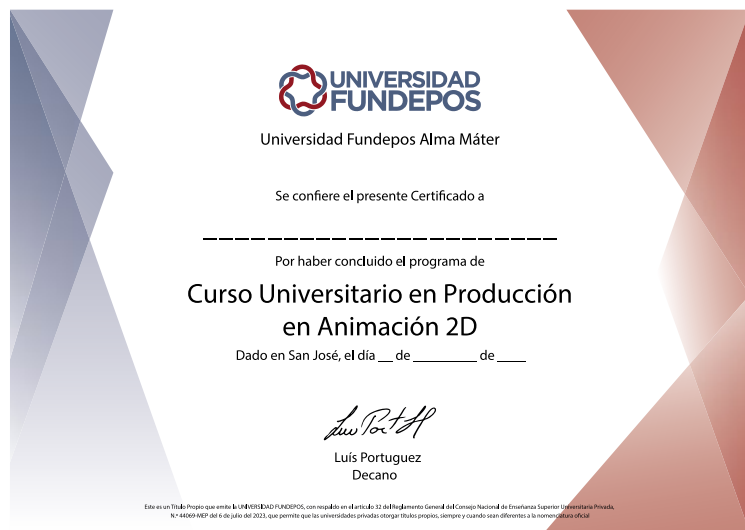 UNIVERSIDAD
FUNDEPOS
Universidad Fundepos Alma Máter
Se confiere el presente Certificado a
_______________________
Por haber concluido el programa de
Curso Universitario en Producción
en Animación 2D
Dado en San José, el día __ de ________ de ____
Luís Portuguez
Decano
Este es un Título Propio que emite la UNIVERSIDAD FUNDEPOS, con respaldo en el artículo 32 del Reglamento General del Consejo Nacional de Enseñanza Superior Universitaria Privada,
N.º 44069-MEP del 6 de julio del 2023, que permite que las universidades privadas otorgar títulos propios, siempre y cuando sean diferentes a la nomenclatura oficial